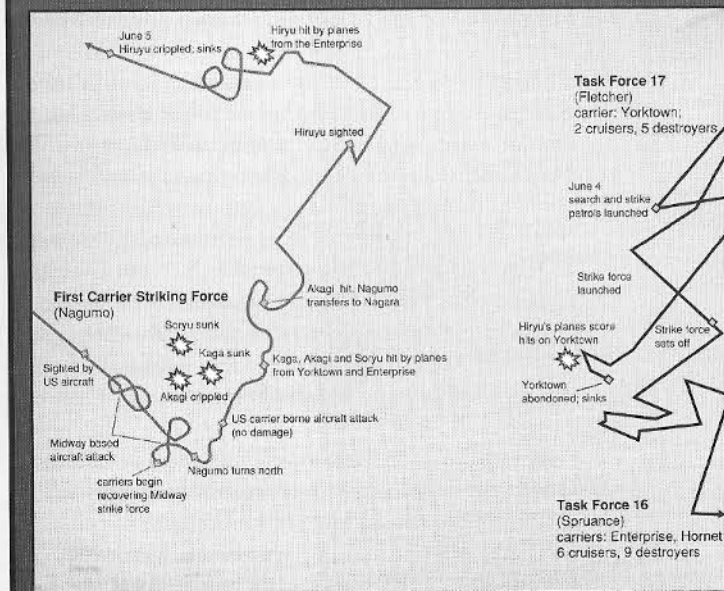 June 5
Hiruyu crippled; sinks
Hiryu hit by planes
from the Enterprise
Hiruyu sighted
Task Force 17
(Fletcher)
carrier: Yorktown;
2 cruisers, 5 destroyers
June 4
search and strike
patrols launched
Strike force
launched
Strike force
sets off
Hiryu's planes score
hits on Yorktown
Yorktown
abondoned; sinks
First Carrier Striking Force
(Nagumo)
Akagi hit. Nagumo
transfers to Nagara
Soryu sunk
Kaga sunk
Akagi crippled
Kaga, Akagi and Soryu hit by planes
from Yorktown and Enterprise
Sighted by
US aircraft
US carrier borne aircraft attack
(no damage)
Midway based
aircraft attack
Nagumo turns north
carriers begin
recovering Midway
strike force
Task Force 16
(Spruance)
carriers: Enterprise, Hornet
6 cruisers, 9 destroyers